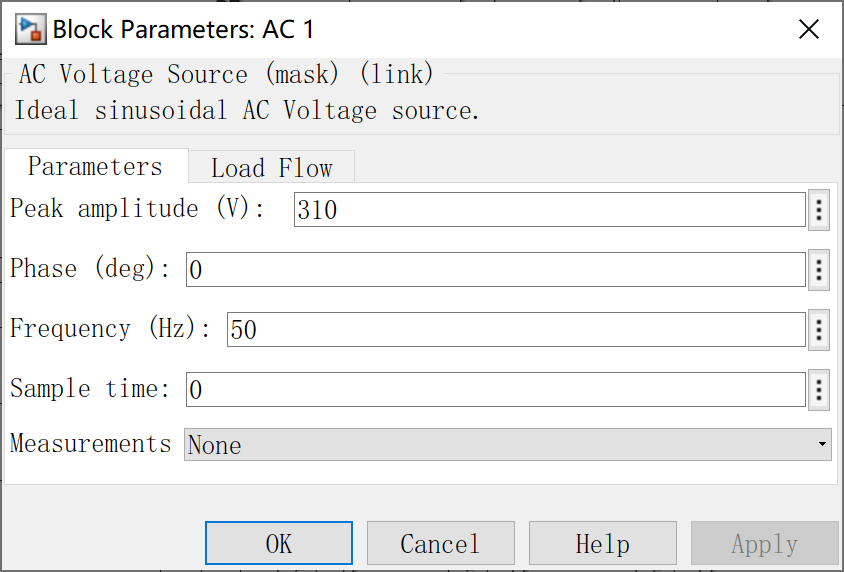 Block Parameters: AC 1
AC Voltage Source (mask) (link)
Ideal sinusoidal AC Voltage source.
Parameters Load Flow
Peak amplitude (V): 310
Phase (deg): 0
Frequency (Hz): 50
Sample time: 0
Measurements None
OK Cancel Help Apply